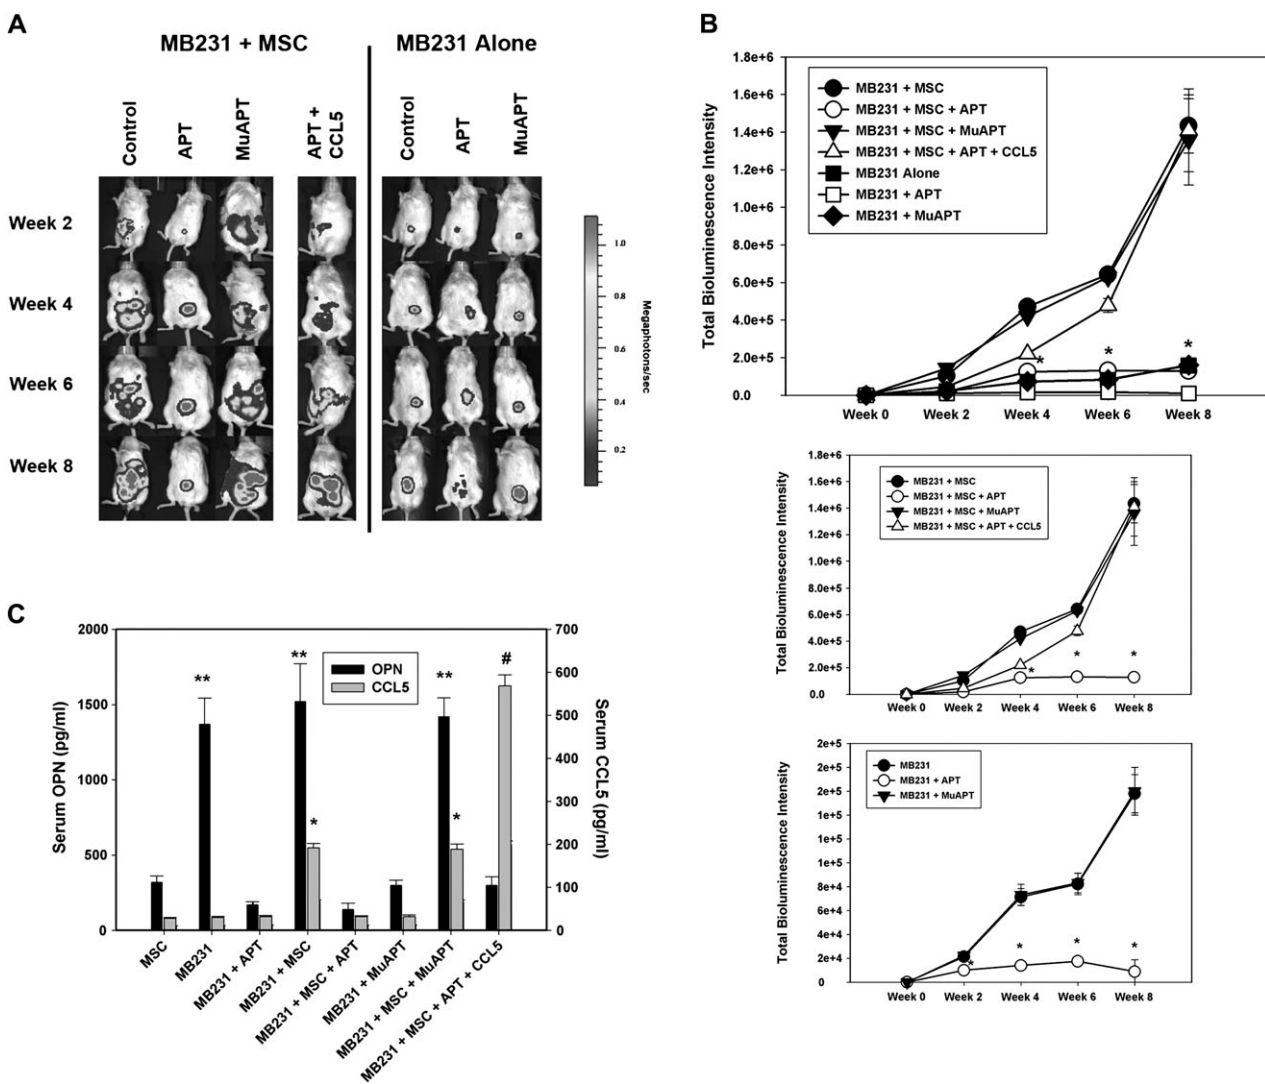 A
MB231 + MSC
MB231 Alone
Control
APT
MuAPT
APT +
CCL5
Control
APT
MuAPT
Week 2
Week 4
Week 6
Week 8
1.0
0.8
0.6
0.4
0.2
Megaphotons/sec
B
Total Bioluminescence Intensity
1.8e+6
1.6e+6
1.4e+6
1.2e+6
1.0e+6
8.0e+5
6.0e+5
4.0e+5
2.0e+5
0.0
MB231 + MSC
MB231 + MSC + APT
MB231 + MSC + MuAPT
MB231 + MSC + APT + CCL5
MB231 Alone
MB231 + APT
MB231 + MuAPT
*
*
*
Week 0
Week 2
Week 4
Week 6
Week 8
Total Bioluminescence Intensity
1.8e+6
1.6e+6
1.4e+6
1.2e+6
1.0e+6
8.0e+5
6.0e+5
4.0e+5
2.0e+5
0.0
MB231 + MSC
MB231 + MSC + APT
MB231 + MSC + MuAPT
MB231 + MSC + APT + CCL5
*
*
*
Week 0
Week 2
Week 4
Week 6
Week 8
Total Bioluminescence Intensity
2e+5
2e+5
2e+5
1e+5
1e+5
1e+5
8e+4
6e+4
4e+4
2e+4
0
MB231
MB231 + APT
MB231 + MuAPT
*
*
*
*
Week 0
Week 2
Week 4
Week 6
Week 8
C
Serum OPN (pg/ml)
2000
1500
1000
500
0
OPN
CCL5
**
**
*
**
*
#
700
600
500
400
300
200
100
0
Serum CCL5 (pg/ml)
MSC
MB231
MB231 + APT
MB231 + MSC
MB231 + MSC + APT
MB231 + MuAPT
MB231 + MSC + MuAPT
MB231 + MSC + APT + CCL5